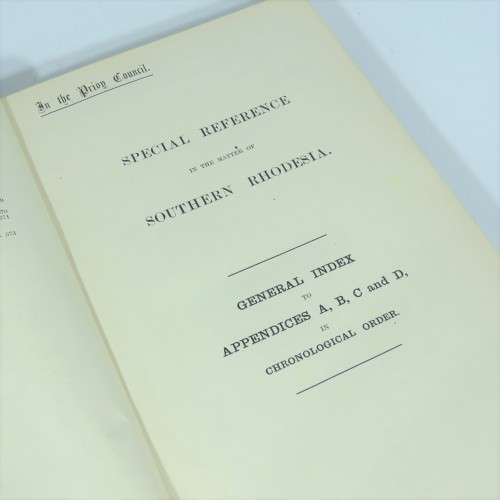 In the Privy Council.
SPECIAL REFERENCE
IN THE MATTER OF
SOUTHERN RHODESIA.
GENERAL INDEX
TO
APPENDICES A, B, C and D,
IN
CHRONOLOGICAL ORDER.